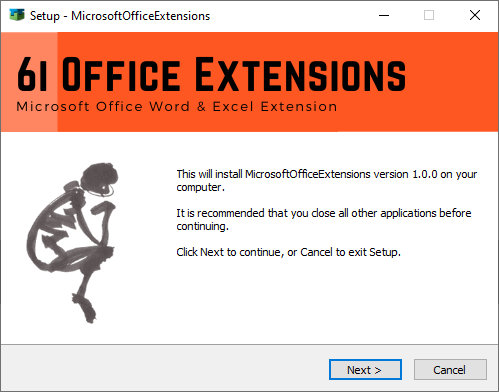 Setup - MicrosoftOfficeExtensions
6i Office Extensions
Microsoft Office Word & Excel Extension
This will install MicrosoftOfficeExtensions version 1.0.0 on your
computer.
It is recommended that you close all other applications before
continuing.
Click Next to continue, or Cancel to exit Setup.
Next >
Cancel